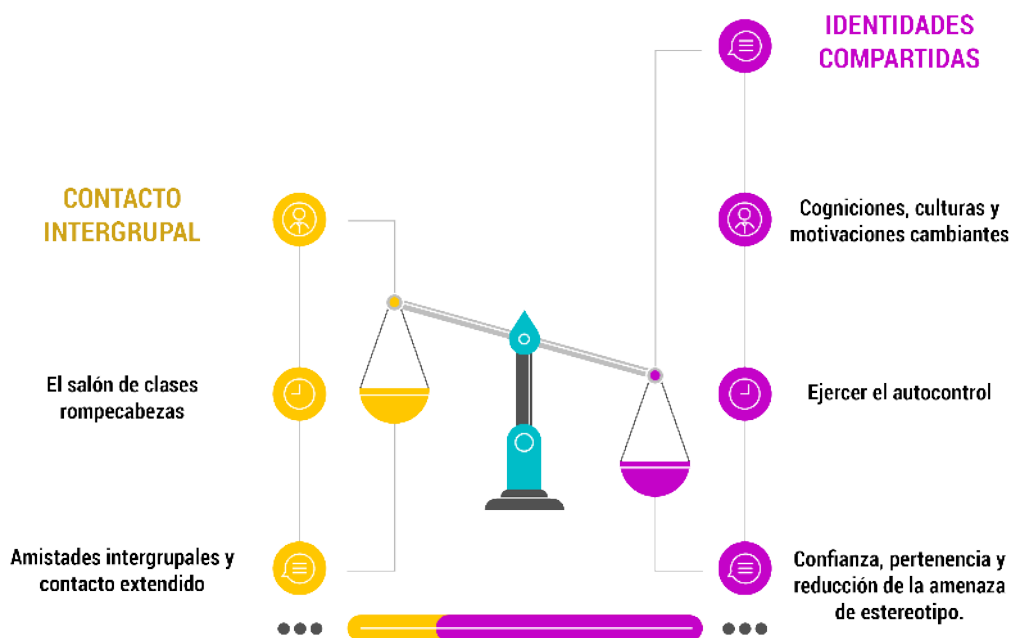 CONTACTO
INTERGRUPAL
El salón de clases
rompecabezas
Amistades intergrupales y
contacto extendido
IDENTIDADES
COMPARTIDAS
Cogniciones, culturas y
motivaciones cambiantes
Ejercer el autocontrol
Confianza, pertenencia y
reducción de la amenaza
de estereotipo.